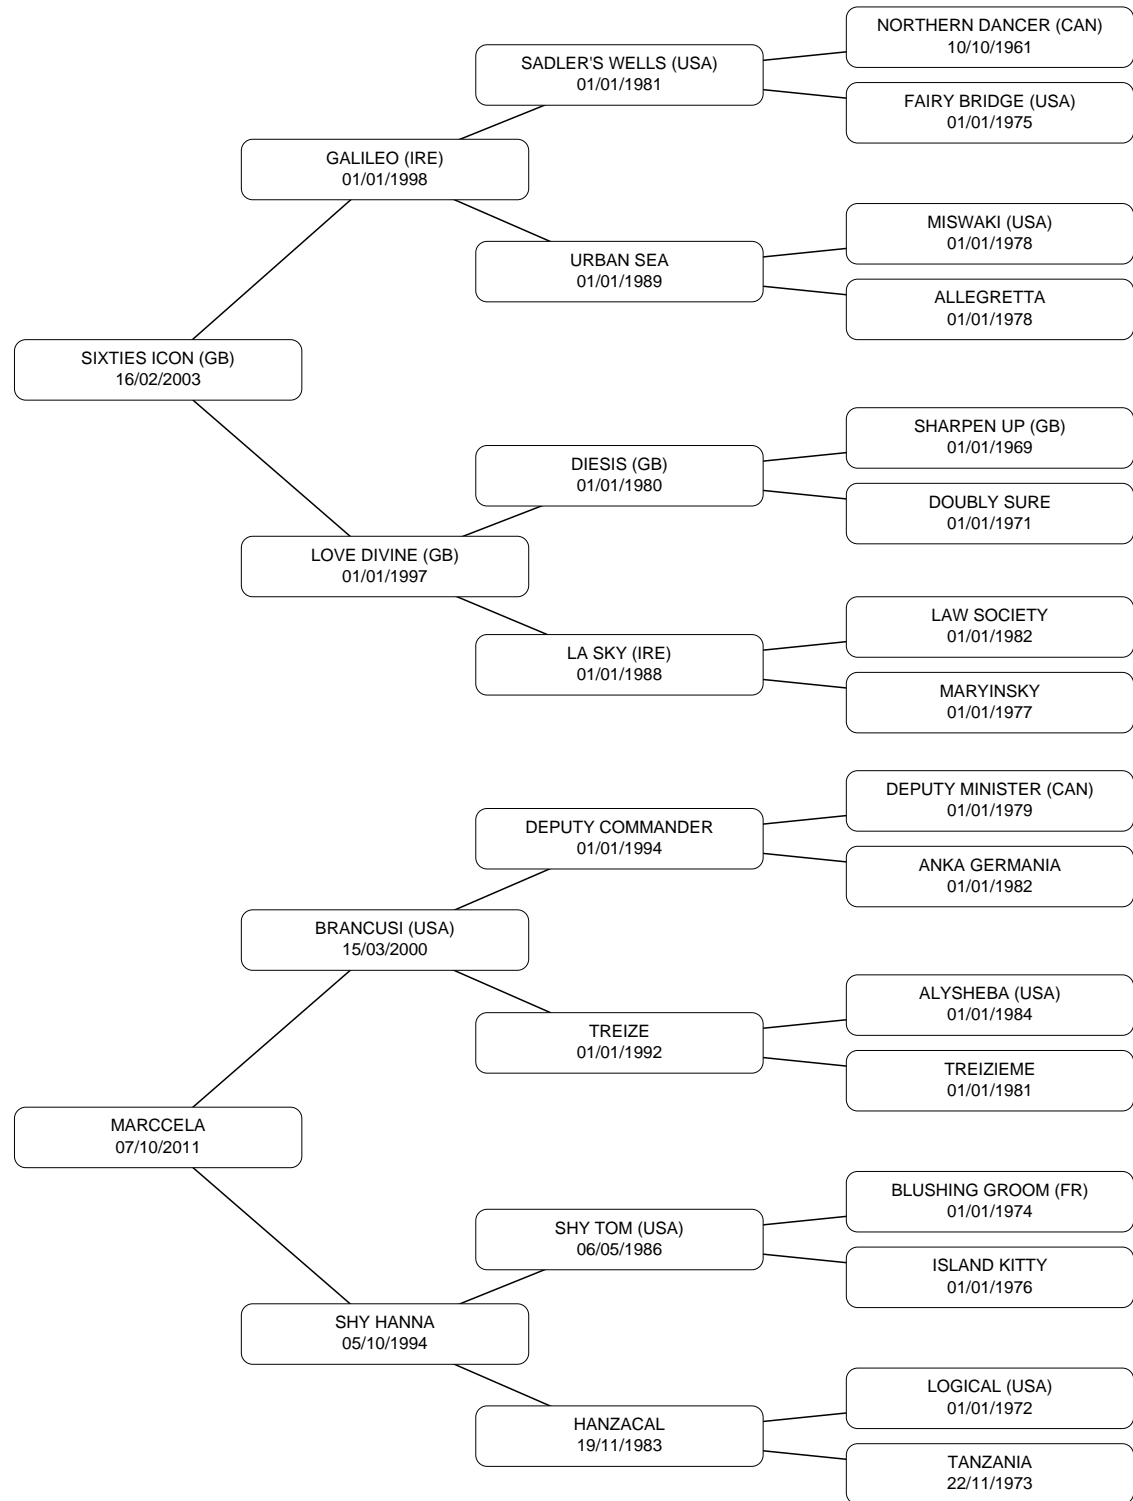 NORTHERN DANCER (CAN)
10/10/1961
SADLER'S WELLS (USA)
01/01/1981
FAIRY BRIDGE (USA)
01/01/1975
GALILEO (IRE)
01/01/1998
MISWAKI (USA)
01/01/1978
URBAN SEA
01/01/1989
ALLEGRETTA
01/01/1978
SIXTIES ICON (GB)
16/02/2003
SHARPEN UP (GB)
01/01/1969
DIESIS (GB)
01/01/1980
DOUBLY SURE
01/01/1971
LOVE DIVINE (GB)
01/01/1997
LAW SOCIETY
01/01/1982
LA SKY (IRE)
01/01/1988
MARYINSKY
01/01/1977
DEPUTY MINISTER (CAN)
01/01/1979
DEPUTY COMMANDER
01/01/1994
ANKA GERMANIA
01/01/1982
BRANCUSI (USA)
15/03/2000
ALYSHEBA (USA)
01/01/1984
TREIZE
01/01/1992
TREIZIEME
01/01/1981
MARCCELA
07/10/2011
BLUSHING GROOM (FR)
01/01/1974
SHY TOM (USA)
06/05/1986
ISLAND KITTY
01/01/1976
SHY HANNA
05/10/1994
LOGICAL (USA)
01/01/1972
HANZACAL
19/11/1983
TANZANIA
22/11/1973